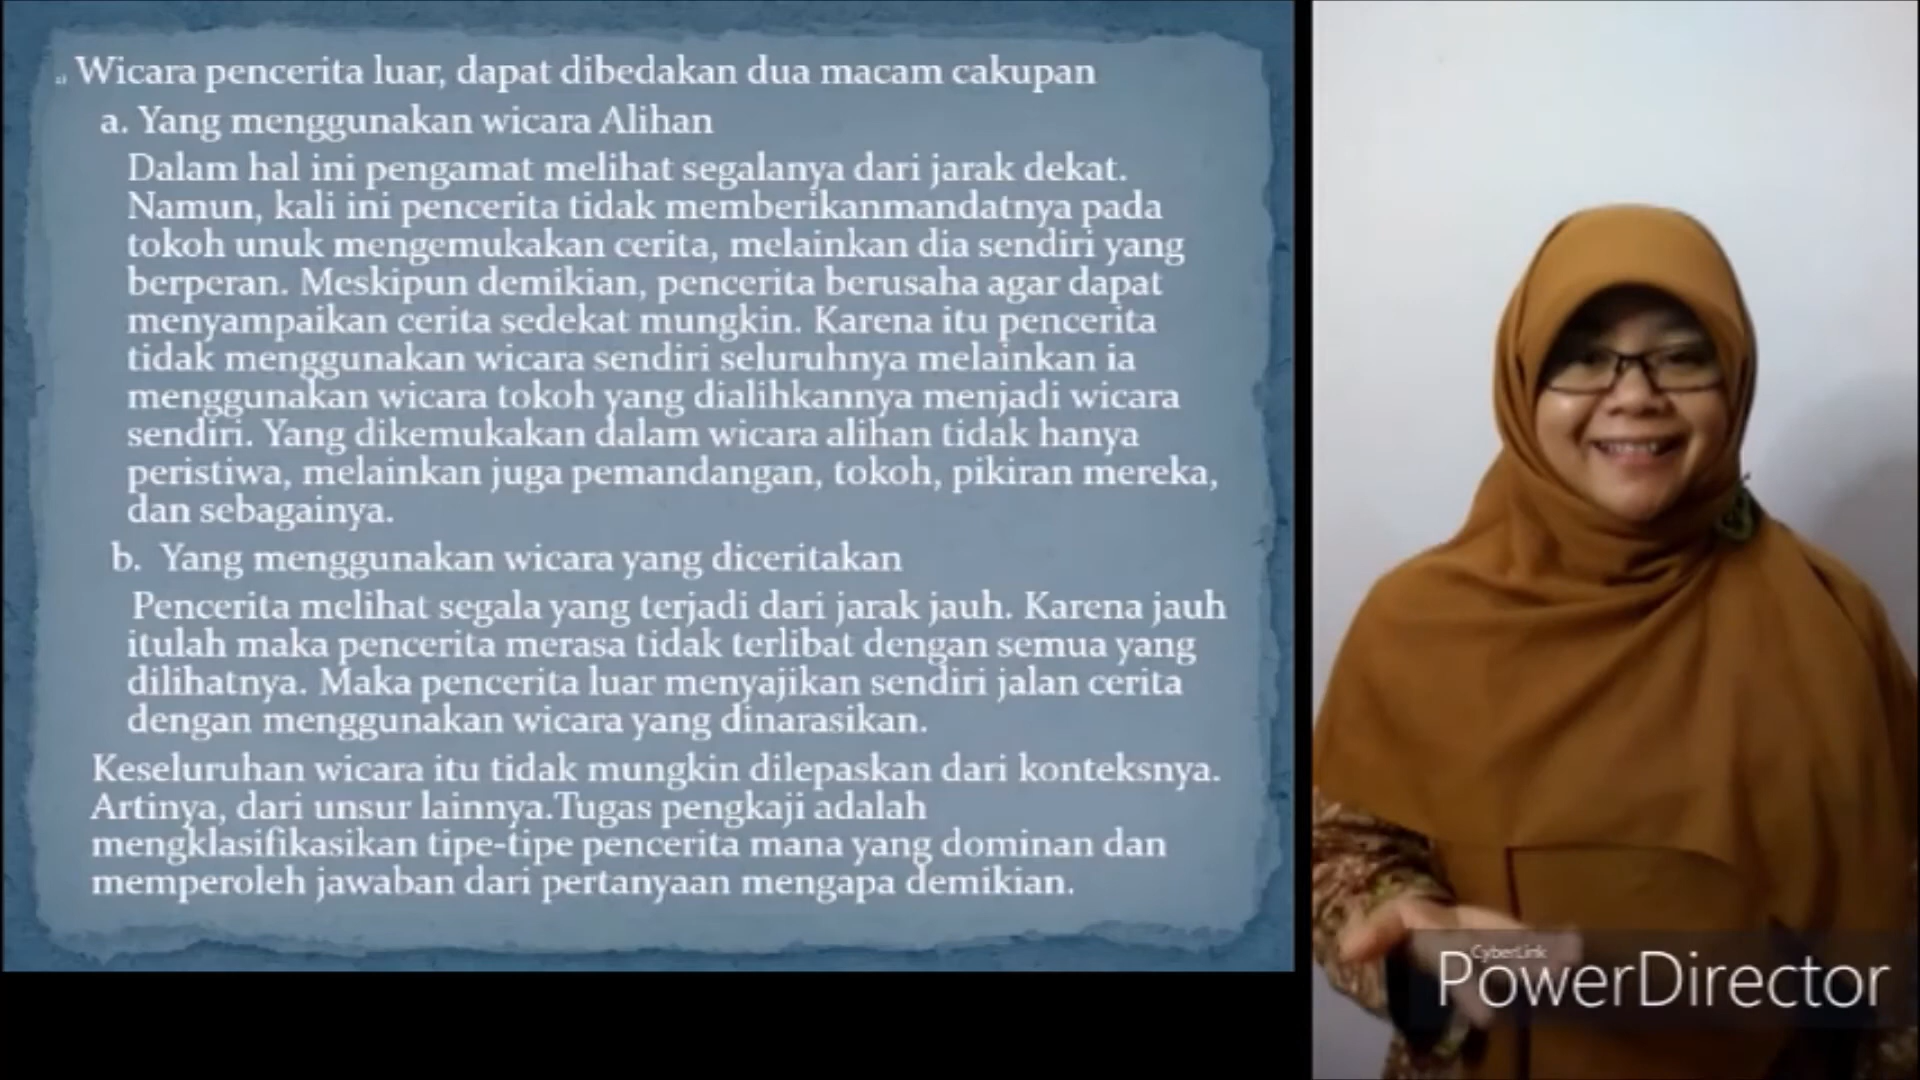 Wicara pencerita luar, dapat dibedakan dua macam cakupan
a. Yang menggunakan wicara Alihan
Dalam hal ini pengamat melihat segalanya dari jarak dekat.
Namun, kali ini pencerita tidak memberikanmandatnya pada
tokoh unuk mengemukakan cerita, melainkan dia sendiri yang
berperan. Meskipun demikian, pencerita berusaha agar dapat
menyampaikan cerita sedekat mungkin. Karena itu pencerita
tidak menggunakan wicara sendiri seluruhnya melainkan ia
menggunakan wicara tokoh yang dialihkannya menjadi wicara
sendiri. Yang dikemukakan dalam wicara alihan tidak hanya
peristiwa, melainkan juga pemandangan, tokoh, pikiran mereka,
dan sebagainya.
b. Yang menggunakan wicara yang diceritakan
Pencerita melihat segala yang terjadi dari jarak jauh. Karena jauh
itulah maka pencerita merasa tidak terlibat dengan semua yang
dilihatnya. Maka pencerita luar menyajikan sendiri jalan cerita
dengan menggunakan wicara yang dinarasikan.
Keseluruhan wicara itu tidak mungkin dilepaskan dari konteksnya.
Artinya, dari unsur lainnya.Tugas pengkaji adalah
mengklasifikasikan tipe-tipe pencerita mana yang dominan dan
memperoleh jawaban dari pertanyaan mengapa demikian.
CyberLink
PowerDirector